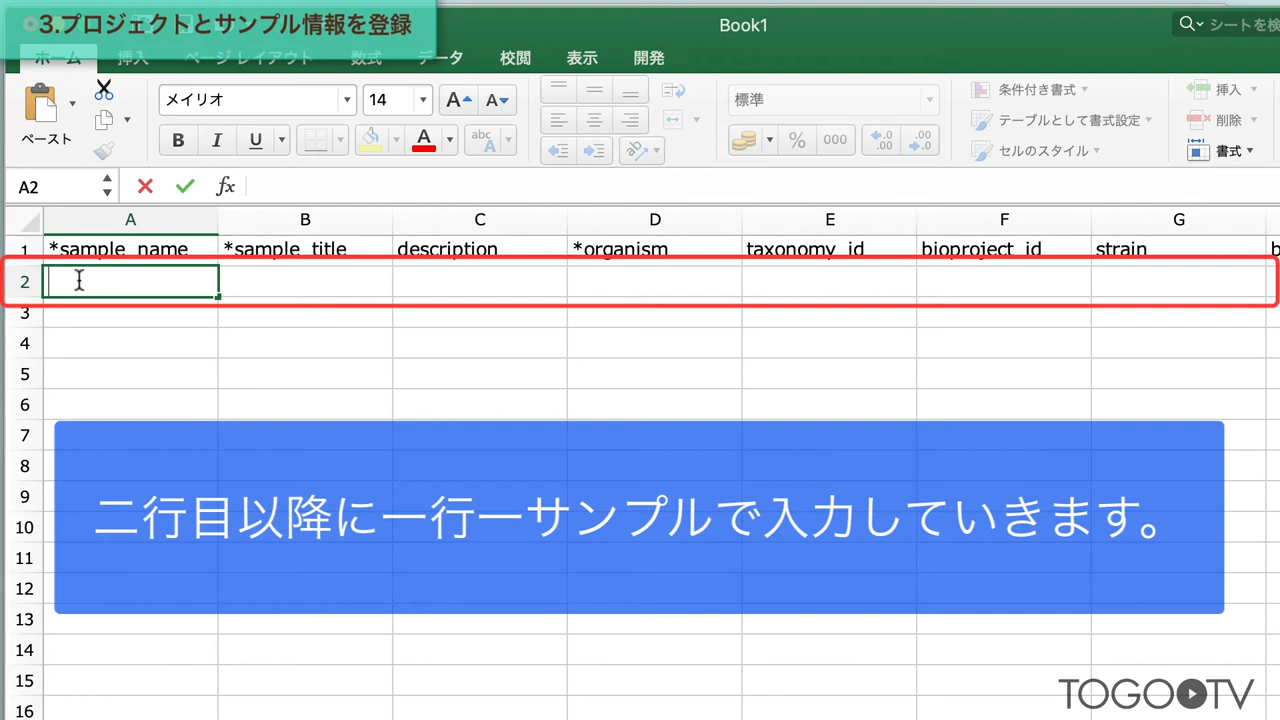 3.プロジェクトとサンプル情報を登録
Book1
シートを検
ホーム 挿入 ページ レイアウト 数式 データ 校閲 表示 開発
ペースト
メイリオ 14 A A
B I U A abc A
標準
% 000 .0 .00 .00 .0
条件付き書式
テーブルとして書式設定
セルのスタイル
挿入
削除
書式
A2 fx
A B C D E F G
1 *sample_name *sample_title description *organism taxonomy_id bioproject_id strain b
2
3
4
5
6
7
8
9
10
11
12
13
14
15
16
二行目以降に一行一サンプルで入力していきます。
TOGO TV